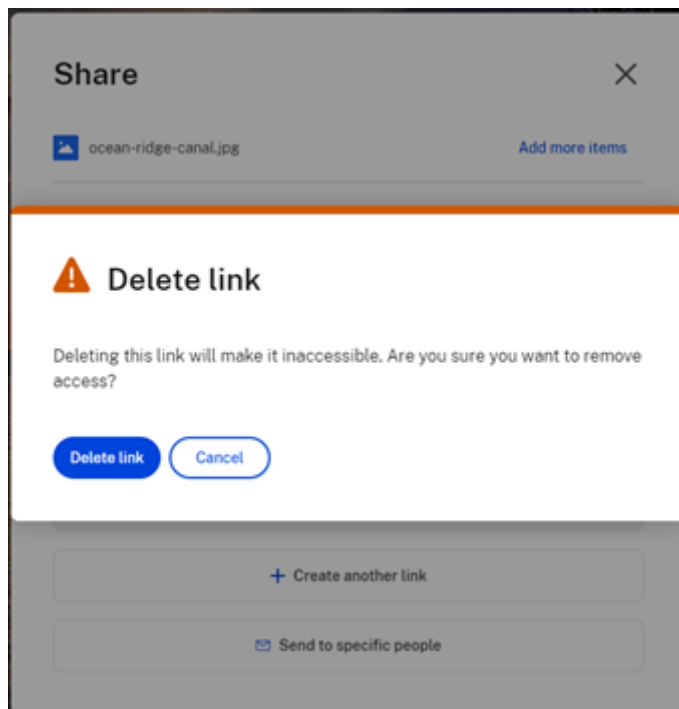 Share
ocean-ridge-canal.jpg
Add more items
Delete link
Deleting this link will make it inaccessible. Are you sure you want to remove
access?
Delete link
Cancel
Create another link
Send to specific people